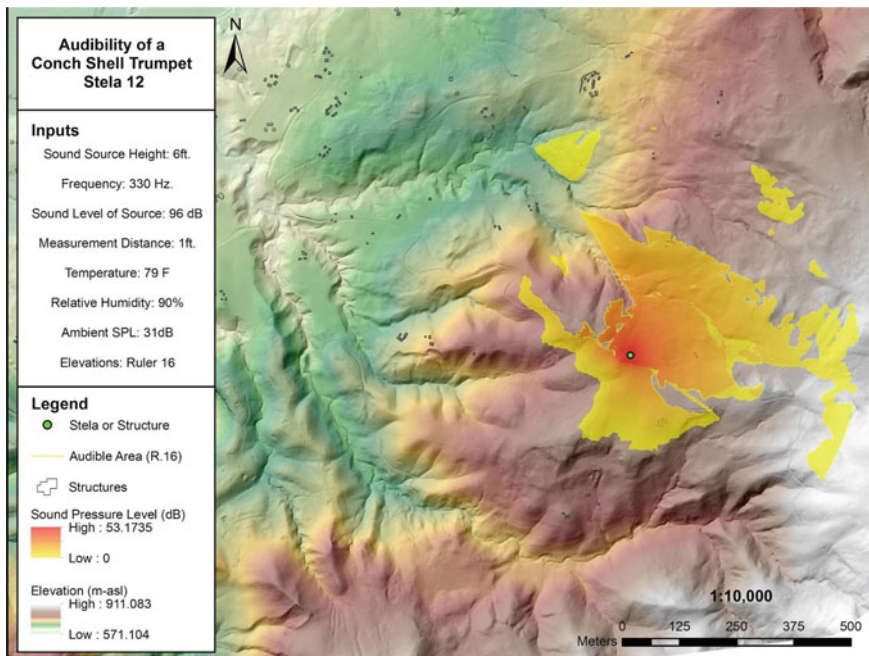 Audibility of a
Conch Shell Trumpet
Stela 12
Inputs
Sound Source Height: 6ft.
Frequency: 330 Hz.
Sound Level of Source: 96 dB
Measurement Distance: 1ft.
Temperature: 79 F
Relative Humidity: 90%
Ambient SPL: 31dB
Elevations: Ruler 16
Legend
Stela or Structure
Audible Area (R.16)
Structures
Sound Pressure Level (dB)
High : 53.1735
Low : 0
Elevation (m-asl)
High : 911.083
Low : 571.104
N
1:10,000
Meters
0 125 250 375 500